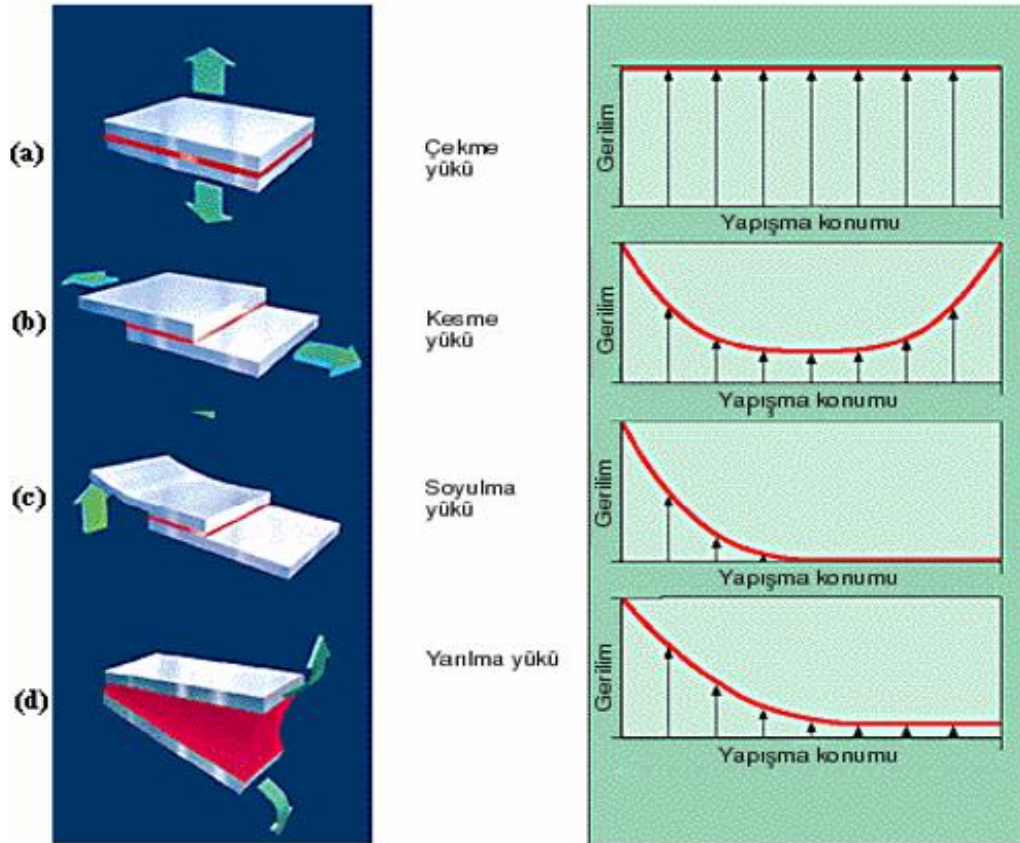 (a)
Çekme
yükü
Gerilim
Yapışma konumu
(b)
Kesme
yükü
Gerilim
Yapışma konumu
(c)
Soyulma
yükü
Gerilim
Yapışma konumu
(d)
Yarılma yükü
Gerilim
Yapışma konumu